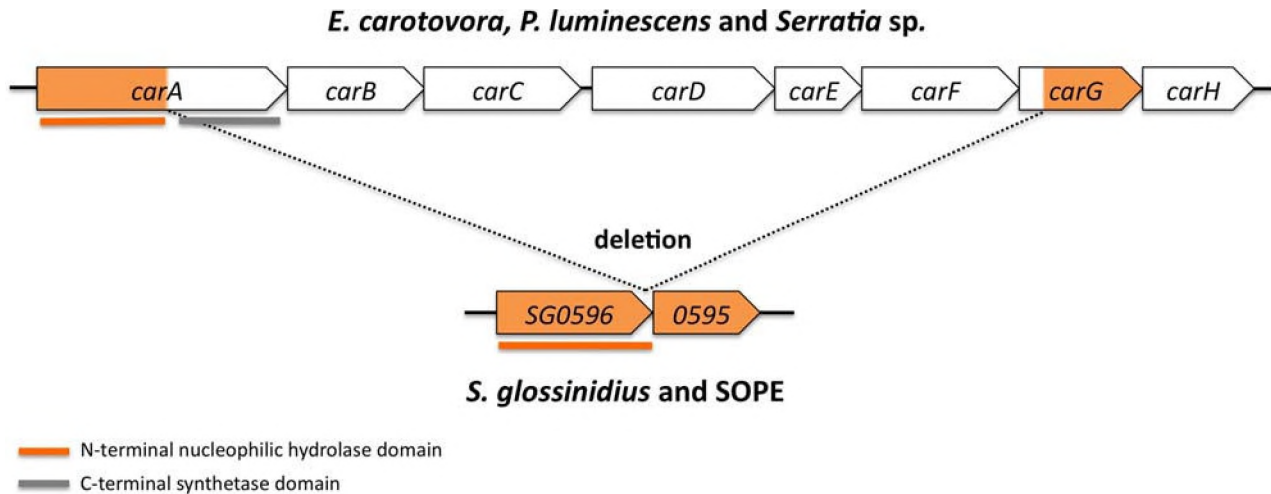 E. carotovora, P. luminescens and Serratia sp.
carA carB carC carD carE carF carG carH
deletion
SG0596 0595
S. glossinidius and SOPE
N-terminal nucleophilic hydrolase domain
C-terminal synthetase domain